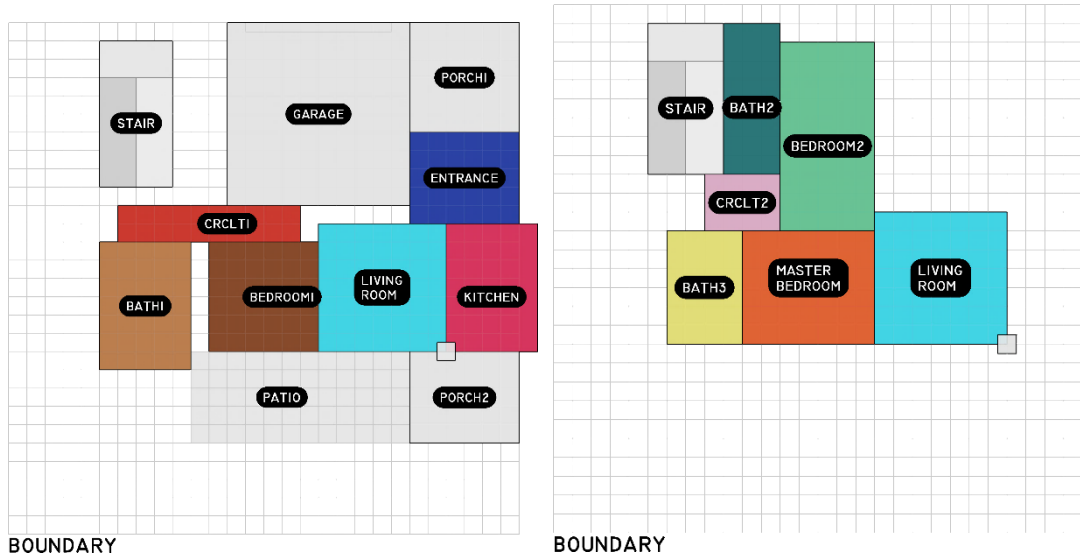 PORCH1
GARAGE
STAIR
ENTRANCE
CRCLT1
LIVING
ROOM
BEDROOM1
KITCHEN
BATH1
PATIO
PORCH2
BOUNDARY
STAIR
BATH2
BEDROOM2
CRCLT2
MASTER
BEDROOM
LIVING
ROOM
BATH3
BOUNDARY